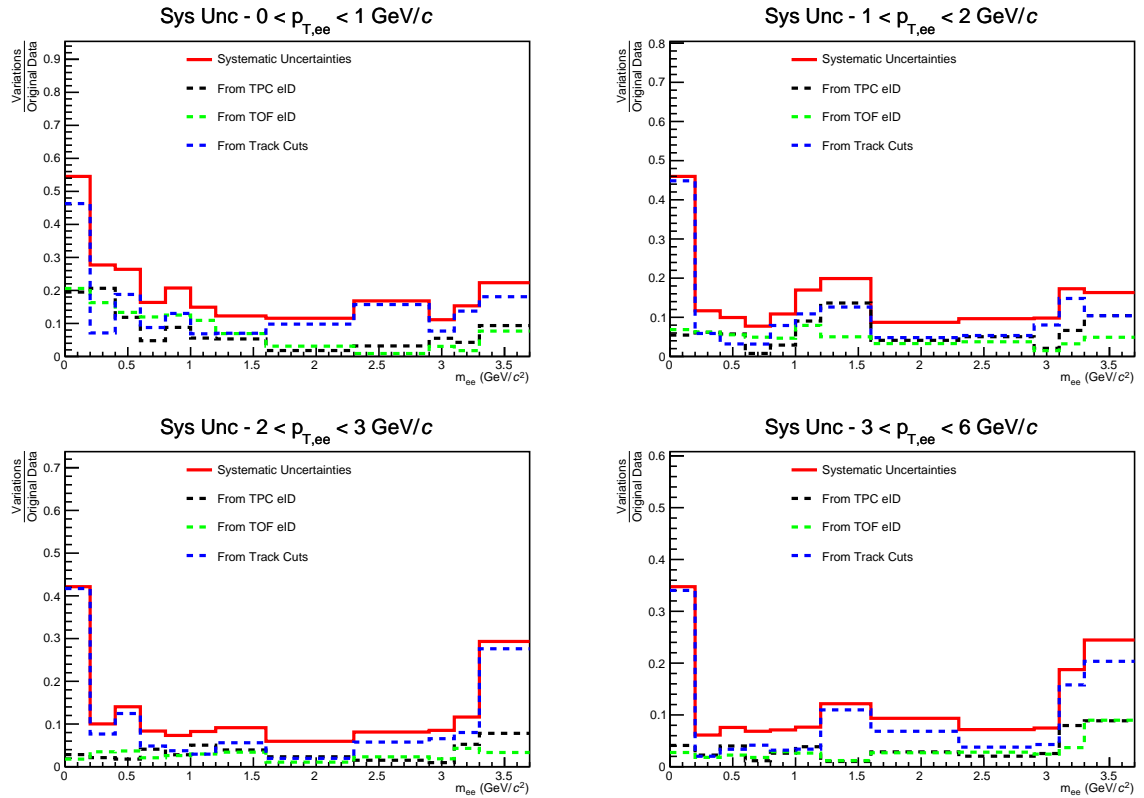 Sys Unc - 0 < p_T,ee < 1 GeV/c
Variations
Original Data
0.9
0.8
0.7
0.6
0.5
0.4
0.3
0.2
0.1
0
Systematic Uncertainties
From TPC eID
From TOF eID
From Track Cuts
0 0.5 1 1.5 2 2.5 3 3.5
m_ee (GeV/c²)
Sys Unc - 1 < p_T,ee < 2 GeV/c
Variations
Original Data
0.8
0.7
0.6
0.5
0.4
0.3
0.2
0.1
0
Systematic Uncertainties
From TPC eID
From TOF eID
From Track Cuts
0 0.5 1 1.5 2 2.5 3 3.5
m_ee (GeV/c²)
Sys Unc - 2 < p_T,ee < 3 GeV/c
Variations
Original Data
0.7
0.6
0.5
0.4
0.3
0.2
0.1
0
Systematic Uncertainties
From TPC eID
From TOF eID
From Track Cuts
0 0.5 1 1.5 2 2.5 3 3.5
m_ee (GeV/c²)
Sys Unc - 3 < p_T,ee < 6 GeV/c
Variations
Original Data
0.6
0.5
0.4
0.3
0.2
0.1
0
Systematic Uncertainties
From TPC eID
From TOF eID
From Track Cuts
0 0.5 1 1.5 2 2.5 3 3.5
m_ee (GeV/c²)